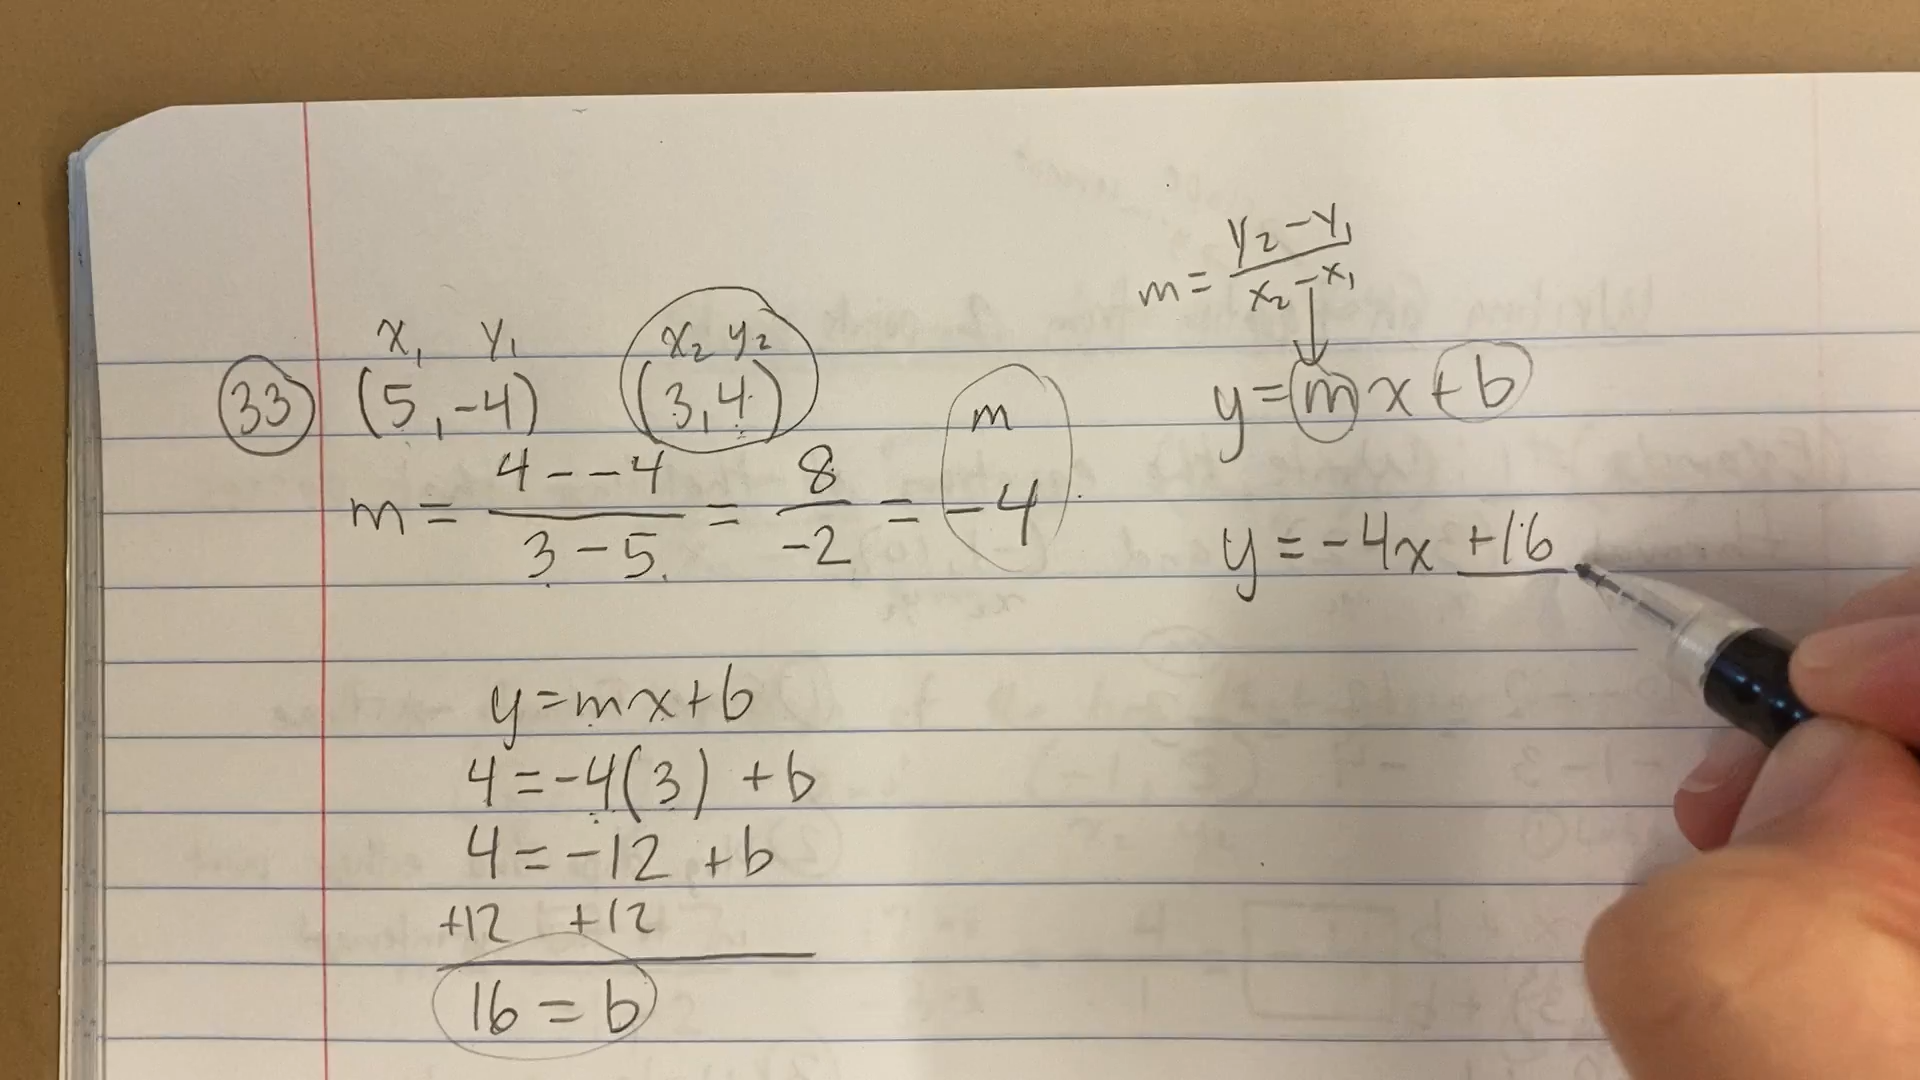 m = y₂ - y₁ / x₂ - x₁
x₁ y₁ x₂ y₂
33 (5, -4) (3, 4) y = mx + b
m
m = 4 - -4 / 3 - 5 = 8 / -2 = -4
y = -4x + 16
y = mx + b
4 = -4(3) + b
4 = -12 + b
+12 +12
16 = b